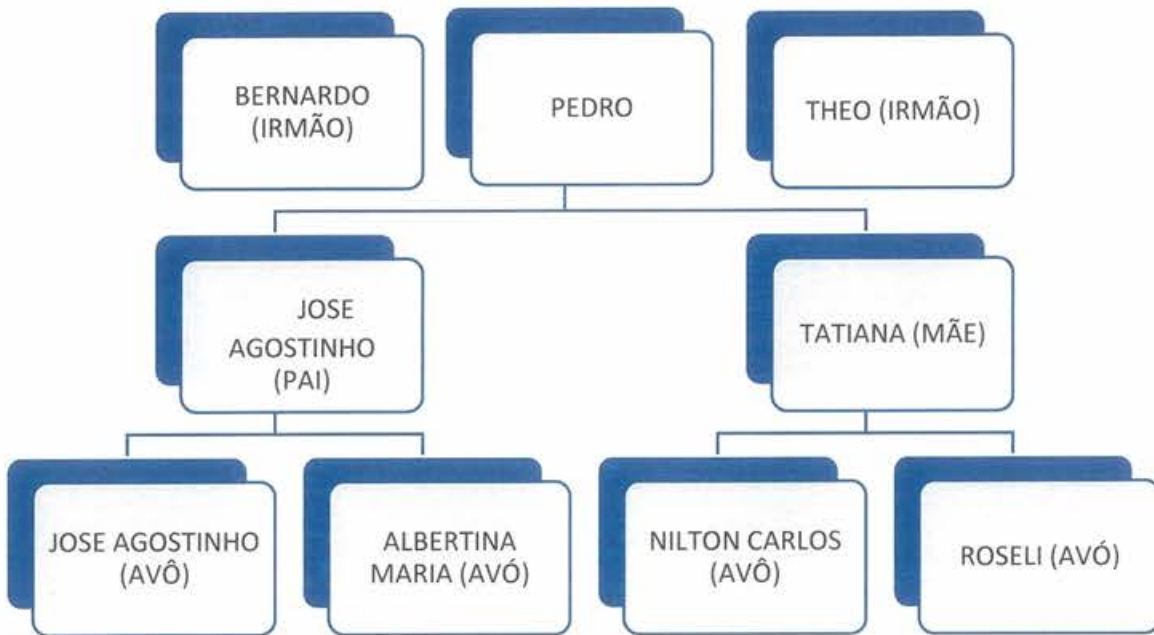 BERNARDO
(IRMÃO)
PEDRO
THEO (IRMÃO)
JOSE
AGOSTINHO
(PAI)
TATIANA (MÃE)
JOSE AGOSTINHO
(AVÔ)
ALBERTINA
MARIA (AVÓ)
NILTON CARLOS
(AVÔ)
ROSELI (AVÓ)